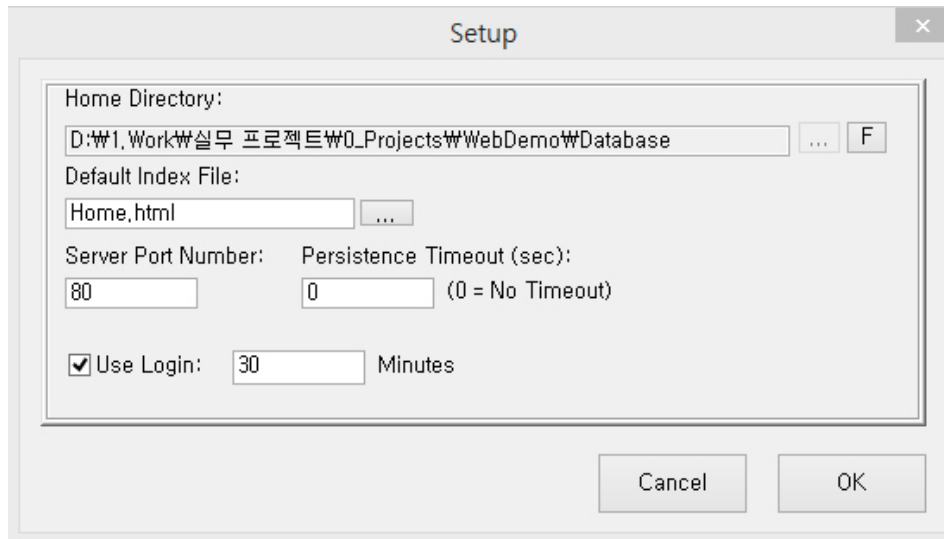 Setup
Home Directory:
D:₩1,Work₩실무 프로젝트₩0_Projects₩WebDemo₩Database ... F
Default Index File:
Home,html ...
Server Port Number: Persistence Timeout (sec):
80 0 (0 = No Timeout)
Use Login: 30 Minutes
Cancel OK